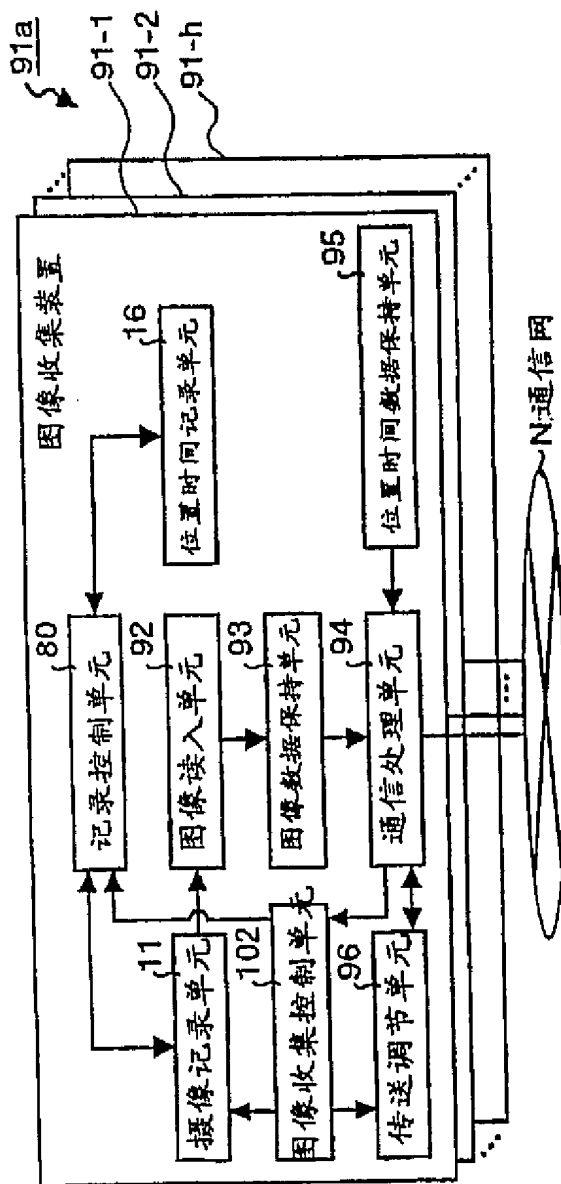 91a
91-1
91-2
91-h
图像收集装置
80
记录控制单元
16
位置时间记录单元
11
摄像记录单元
92
图像读入单元
93
图像数据保持单元
102
图像收集控制单元
94
通信处理单元
95
位置时间数据保持单元
96
传送调节单元
N:通信网